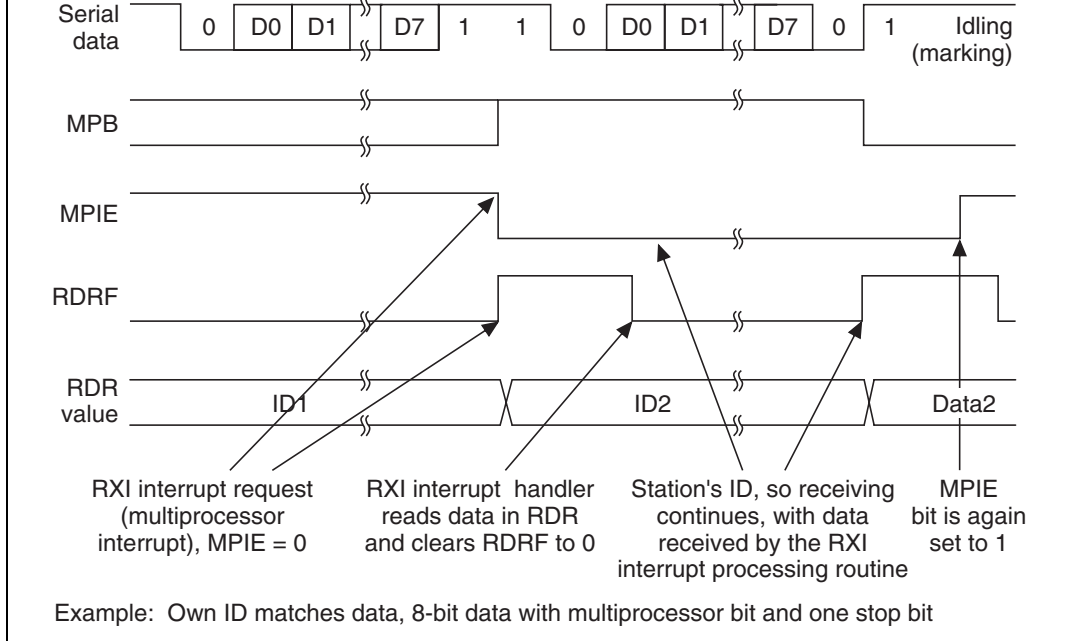 Serial
data
0 D0 D1 D7 1 1 0 D0 D1 D7 0 1 Idling
(marking)
MPB
MPIE
RDRF
RDR
value
ID1 ID2 Data2
RXI interrupt request
(multiprocessor
interrupt), MPIE = 0
RXI interrupt handler
reads data in RDR
and clears RDRF to 0
Station's ID, so receiving
continues, with data
received by the RXI
interrupt processing routine
MPIE
bit is again
set to 1
Example: Own ID matches data, 8-bit data with multiprocessor bit and one stop bit